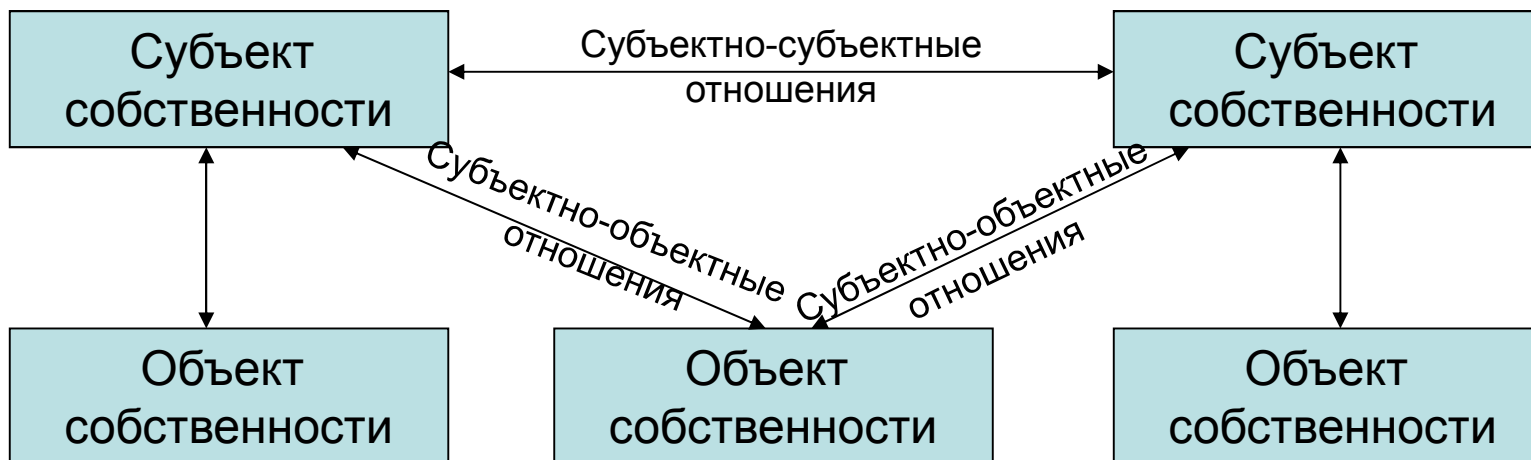 Субъект
собственности
Субъектно-субъектные
отношения
Субъект
собственности
Субъектно-объектные
отношения
Субъектно-объектные
отношения
Объект
собственности
Объект
собственности
Объект
собственности